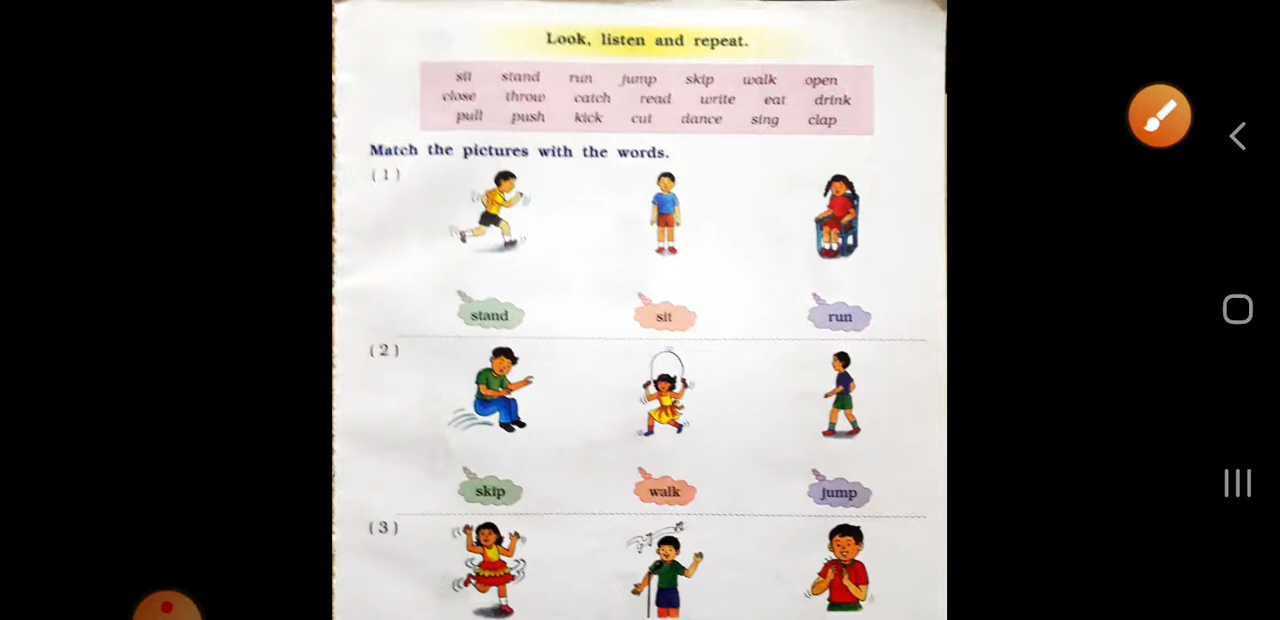 Look, listen and repeat.
sit stand run jump skip walk open
close throw catch read write eat drink
pull push kick cut dance sing clap
Match the pictures with the words.
(1)
stand sit run
(2)
skip walk jump
(3)